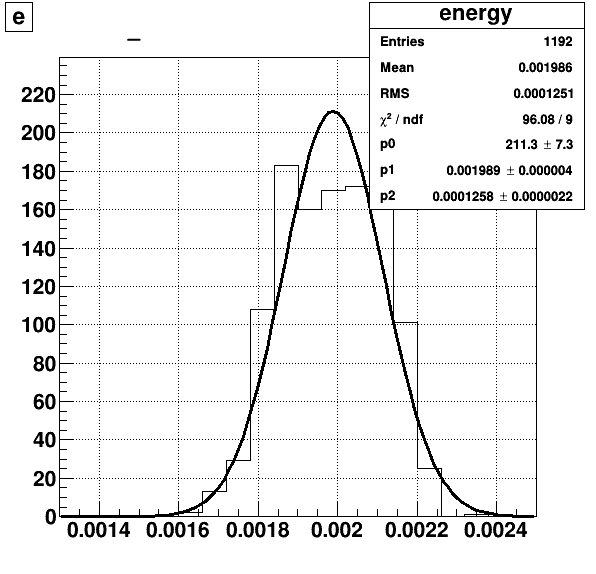 e
energy
Entries 1192
Mean 0.001986
RMS 0.0001251
χ² / ndf 96.08 / 9
p0 211.3 ± 7.3
p1 0.001989 ± 0.000004
p2 0.0001258 ± 0.0000022
220
200
180
160
140
120
100
80
60
40
20
0
0.0014 0.0016 0.0018 0.002 0.0022 0.0024